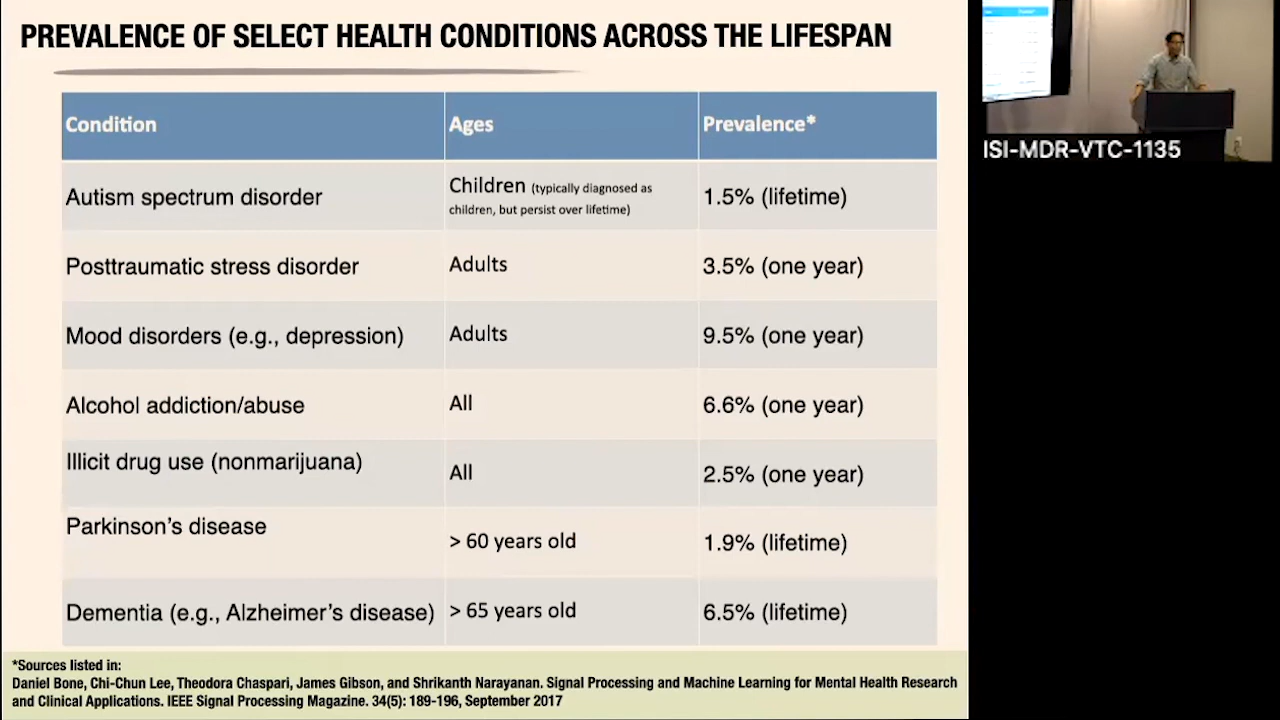 PREVALENCE OF SELECT HEALTH CONDITIONS ACROSS THE LIFESPAN
Condition Ages Prevalence*
Autism spectrum disorder Children (typically diagnosed as
children, but persist over lifetime) 1.5% (lifetime)
Posttraumatic stress disorder Adults 3.5% (one year)
Mood disorders (e.g., depression) Adults 9.5% (one year)
Alcohol addiction/abuse All 6.6% (one year)
Illicit drug use (nonmarijuana) All 2.5% (one year)
Parkinson’s disease > 60 years old 1.9% (lifetime)
Dementia (e.g., Alzheimer’s disease) > 65 years old 6.5% (lifetime)
*Sources listed in:
Daniel Bone, Chi-Chun Lee, Theodora Chaspari, James Gibson, and Shrikanth Narayanan. Signal Processing and Machine Learning for Mental Health Research
and Clinical Applications. IEEE Signal Processing Magazine. 34(5): 189-196, September 2017
ISI-MDR-VTC-1135